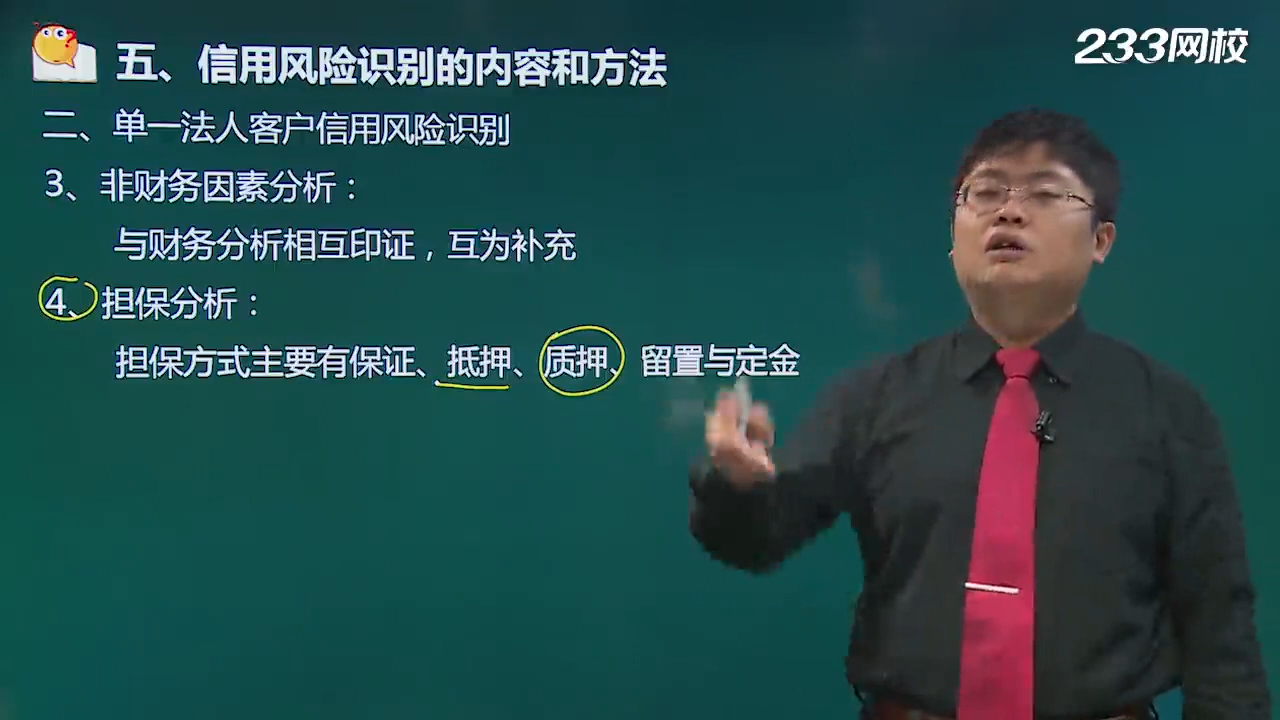 233网校
五、信用风险识别的内容和方法
二、单一法人客户信用风险识别
3、非财务因素分析：
与财务分析相互印证，互为补充
4、担保分析：
担保方式主要有保证、抵押、质押、留置与定金